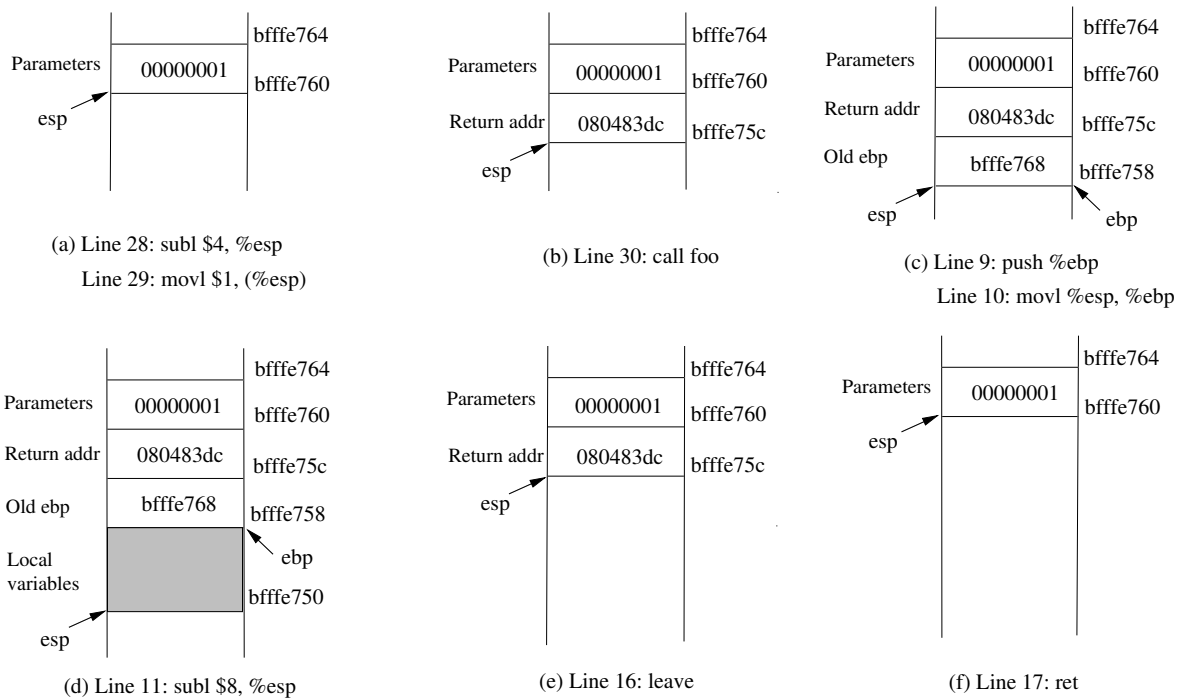 bfffe764
Parameters
00000001
bfffe760
esp
(a) Line 28: subl $4, %esp
Line 29: movl $1, (%esp)
bfffe764
Parameters
00000001
bfffe760
Return addr
080483dc
bfffe75c
esp
(b) Line 30: call foo
bfffe764
Parameters
00000001
bfffe760
Return addr
080483dc
bfffe75c
Old ebp
bfffe768
bfffe758
esp
ebp
(c) Line 9: push %ebp
Line 10: movl %esp, %ebp
bfffe764
Parameters
00000001
bfffe760
Return addr
080483dc
bfffe75c
Old ebp
bfffe768
bfffe758
ebp
Local
variables
bfffe750
esp
(d) Line 11: subl $8, %esp
bfffe764
Parameters
00000001
bfffe760
Return addr
080483dc
bfffe75c
esp
(e) Line 16: leave
bfffe764
Parameters
00000001
bfffe760
esp
(f) Line 17: ret